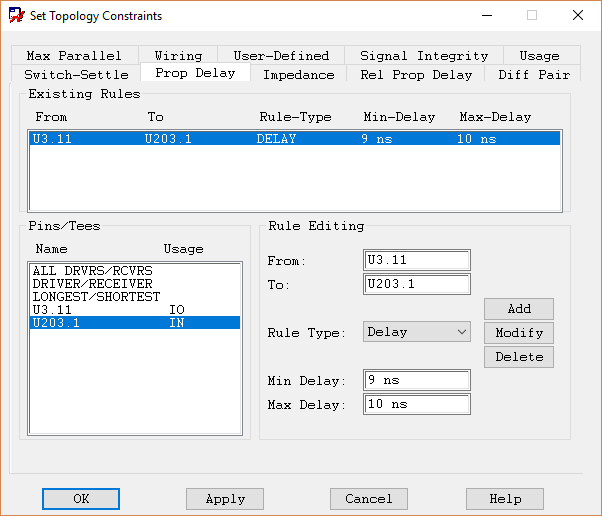 Set Topology Constraints
Max Parallel Wiring User-Defined Signal Integrity Usage
Switch-Settle Prop Delay Impedance Rel Prop Delay Diff Pair
Existing Rules
From To Rule-Type Min-Delay Max-Delay
U3.11 U203.1 DELAY 9 ns 10 ns
Pins/Tees
Name Usage
ALL DRVRS/RCVRS
DRIVER/RECEIVER
LONGEST/SHORTEST
U3.11 IO
U203.1 IN
Rule Editing
From: U3.11
To: U203.1
Add
Rule Type: Delay Modify
Delete
Min Delay: 9 ns
Max Delay: 10 ns
OK Apply Cancel Help